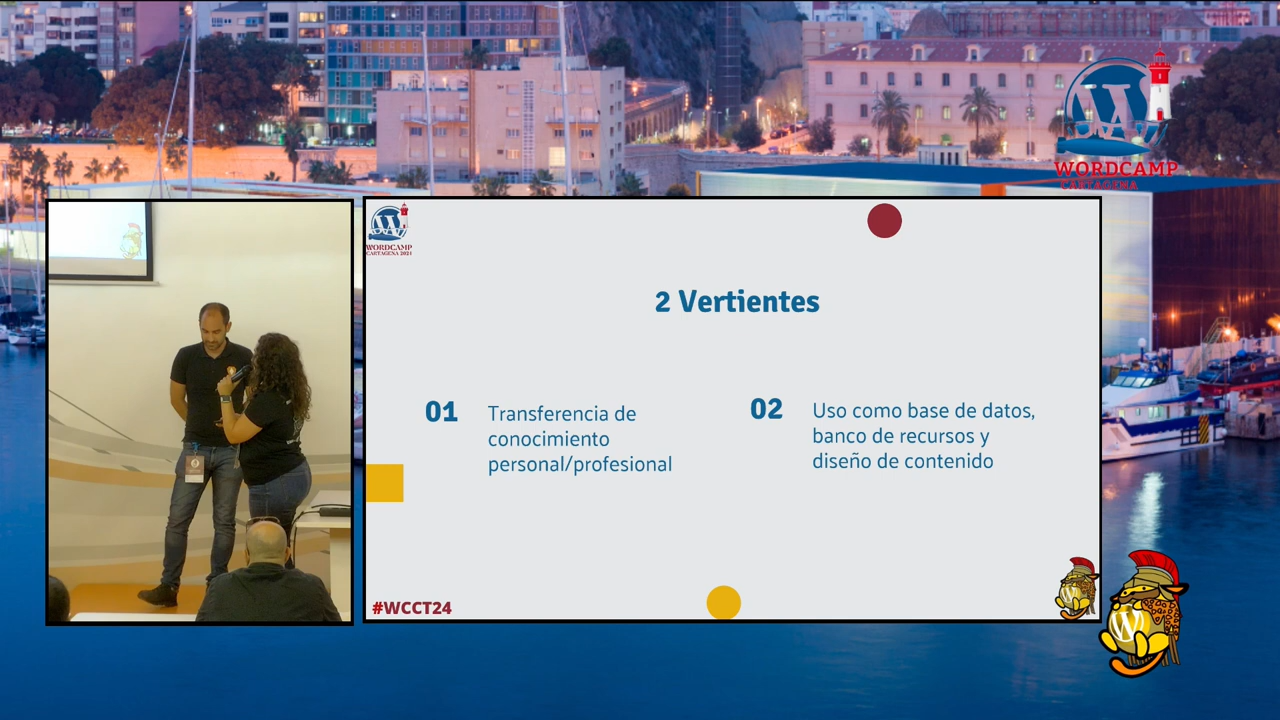 WORDCAMP
CARTAGENA
WORDCAMP
CARTAGENA 2024
2 Vertientes
01
Transferencia de
conocimiento
personal/profesional
02
Uso como base de datos,
banco de recursos y
diseño de contenido
#WCCT24